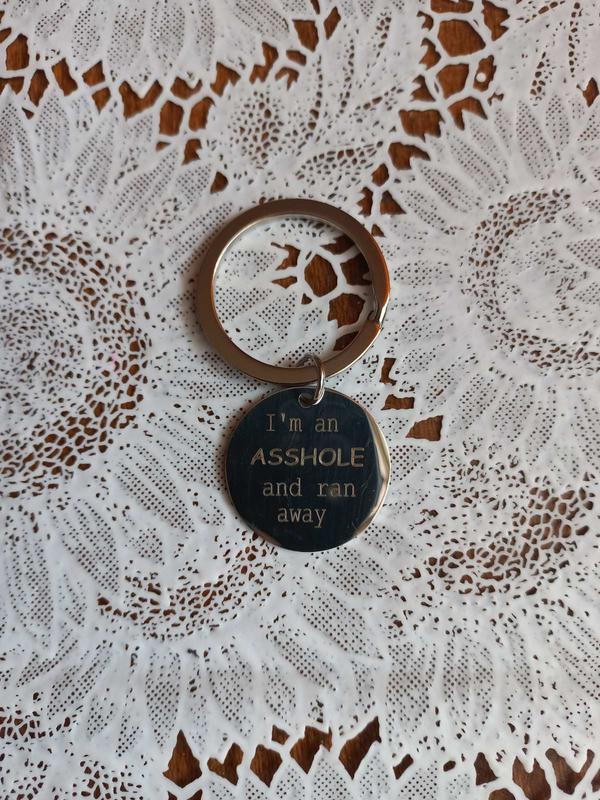 I'm an
ASSHOLE
and ran
away